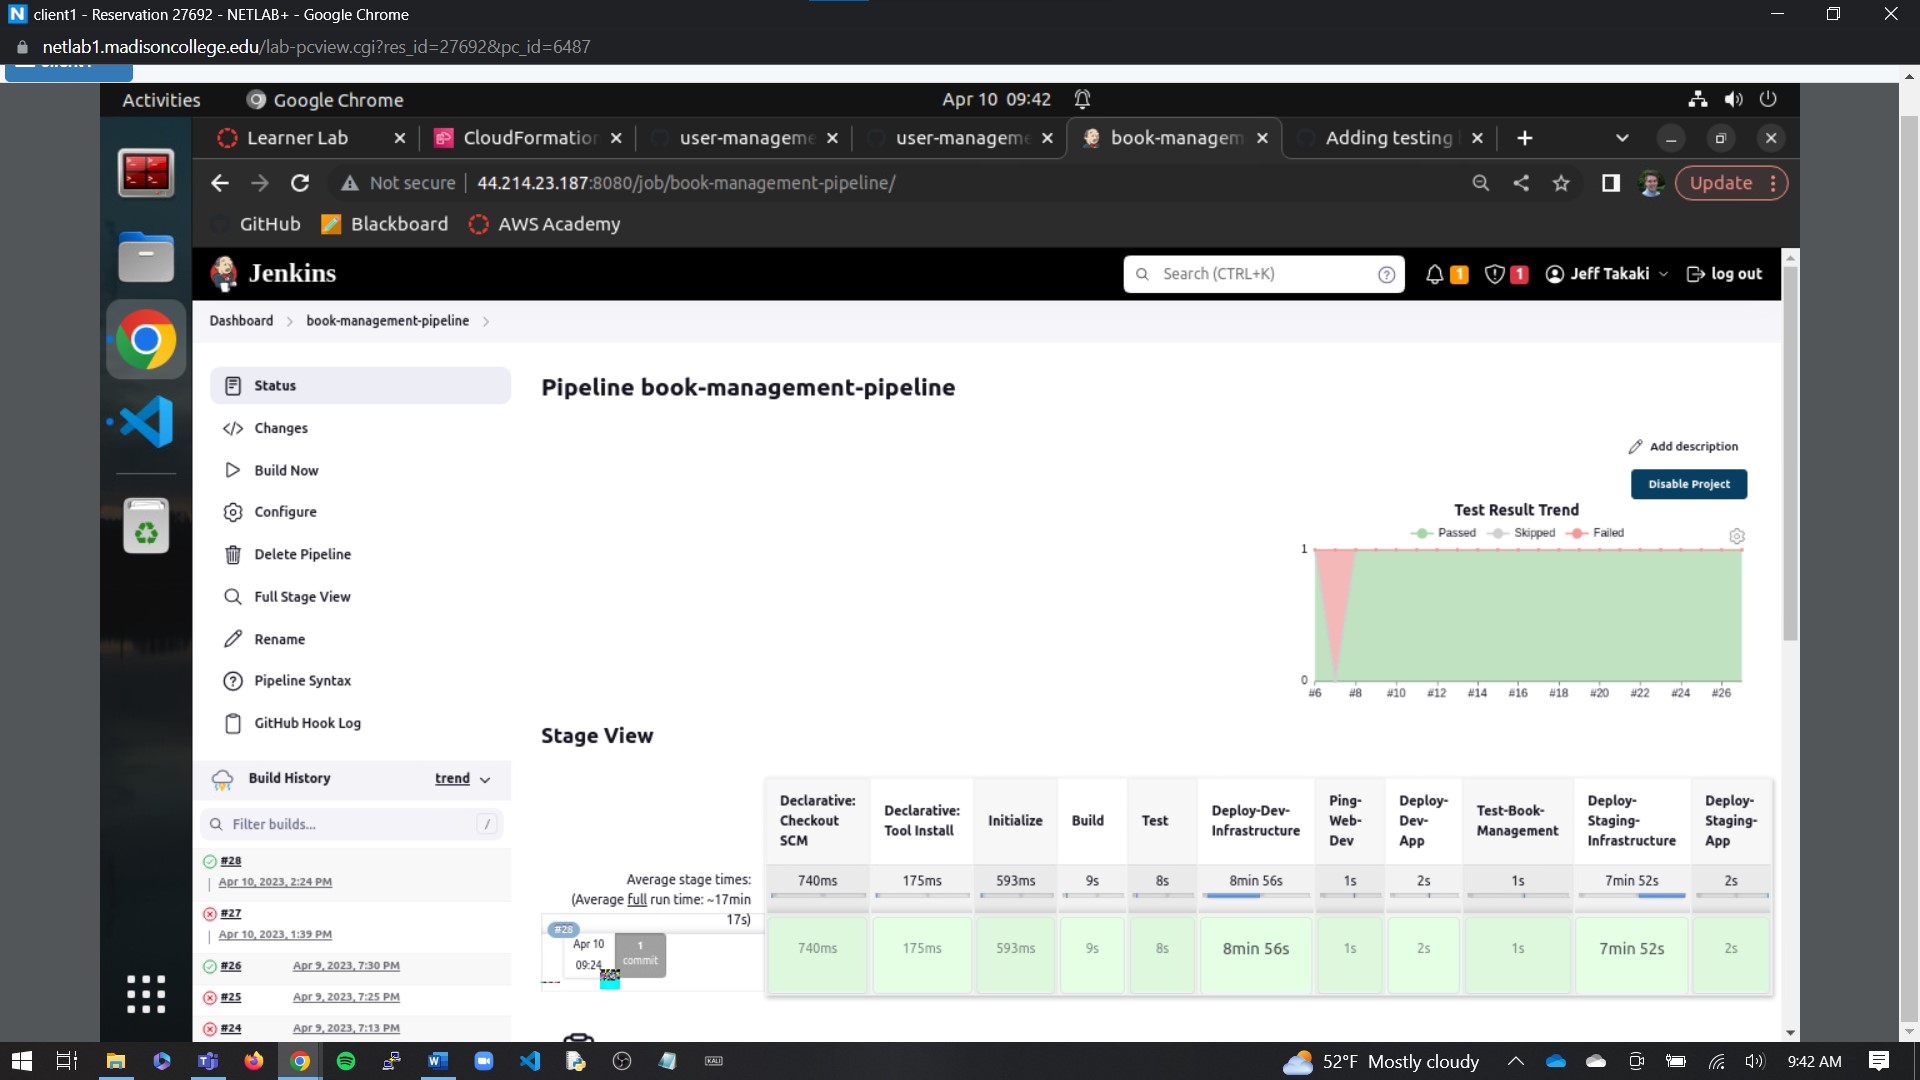 client1 - Reservation 27692 - NETLAB+ - Google Chrome
netlab1.madisoncollege.edu/lab-pcview.cgi?res_id=27692&pc_id=6487
Activities Google Chrome Apr 10 09:42
Learner Lab CloudFormation user-manageme user-manageme book-managem Adding testing
Not secure 44.214.23.187:8080/job/book-management-pipeline/ Update
GitHub Blackboard AWS Academy
Jenkins Search (CTRL+K) 1 1 Jeff Takaki log out
Dashboard book-management-pipeline
Status
Changes
Build Now
Configure
Delete Pipeline
Full Stage View
Rename
Pipeline Syntax
GitHub Hook Log
Build History trend
Filter builds... /
#28
Apr 10, 2023, 2:24 PM
#27
Apr 10, 2023, 1:39 PM
#26 Apr 9, 2023, 7:30 PM
#25 Apr 9, 2023, 7:25 PM
#24 Apr 9, 2023, 7:13 PM
Pipeline book-management-pipeline
Add description
Disable Project
Test Result Trend
Passed Skipped Failed
1
0
#6 #8 #10 #12 #14 #16 #18 #20 #22 #24 #26
Stage View
Declarative: Checkout SCM
Declarative: Tool Install
Initialize
Build
Test
Deploy-Dev-Infrastructure
Ping-Web-Dev
Deploy-Dev-App
Test-Book-Management
Deploy-Staging-Infrastructure
Deploy-Staging-App
Average stage times:
(Average full run time: ~17min
17s)
740ms 175ms 593ms 9s 8s 8min 56s 1s 2s 1s 7min 52s 2s
#28
Apr 10
09:24
1
commit
740ms 175ms 593ms 9s 8s 8min 56s 1s 2s 1s 7min 52s 2s
52°F Mostly cloudy 9:42 AM